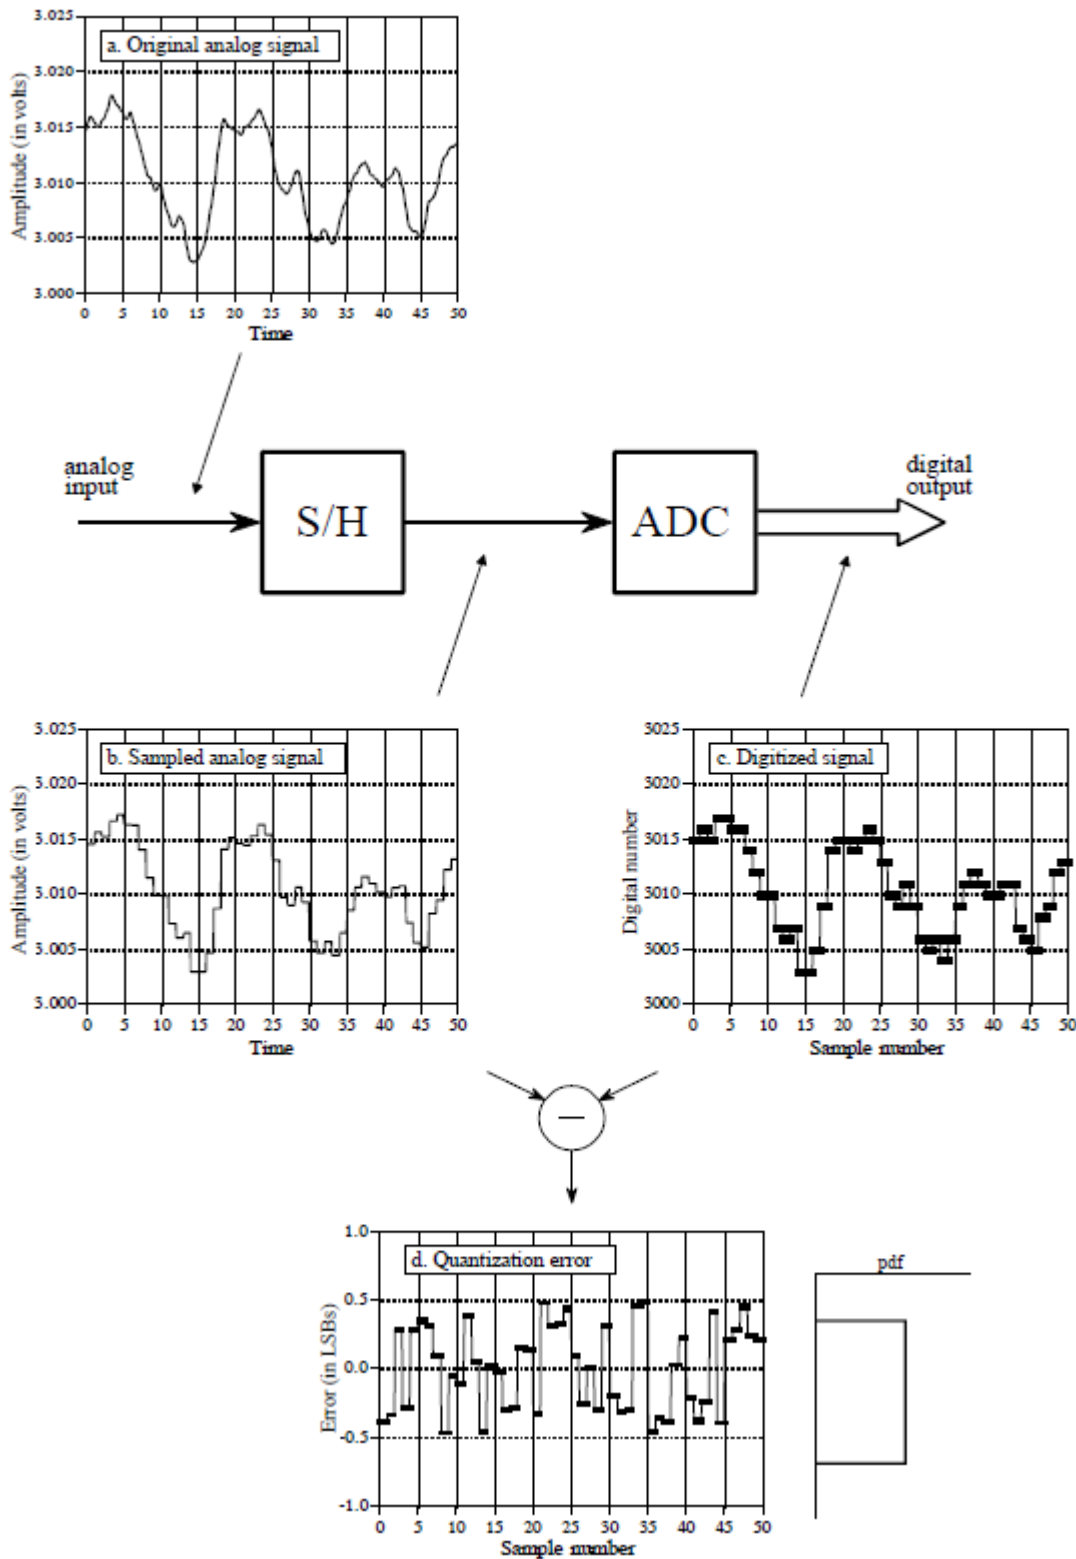 a. Original analog signal
Amplitude (in volts)
3.025
3.020
3.015
3.010
3.005
3.000
0 5 10 15 20 25 30 35 40 45 50
Time
analog
input
S/H
ADC
digital
output
b. Sampled analog signal
Amplitude (in volts)
3.025
3.020
3.015
3.010
3.005
3.000
0 5 10 15 20 25 30 35 40 45 50
Time
c. Digitized signal
Digital number
3025
3020
3015
3010
3005
3000
0 5 10 15 20 25 30 35 40 45 50
Sample number
d. Quantization error
Error (in LSBs)
1.0
0.5
0.0
-0.5
-1.0
0 5 10 15 20 25 30 35 40 45 50
Sample number
pdf